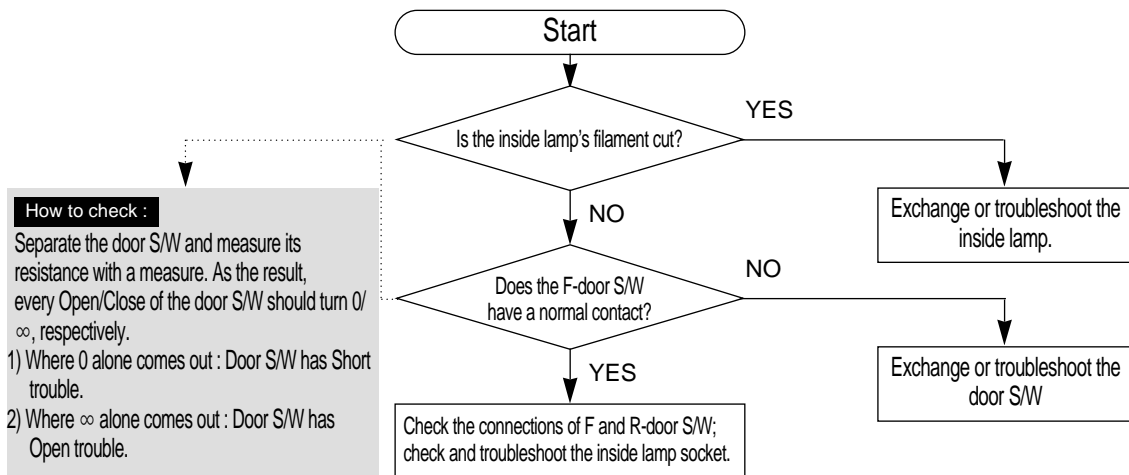 Start
Is the inside lamp's filament cut?
YES
Exchange or troubleshoot the
inside lamp.
NO
Does the F-door S/W
have a normal contact?
NO
Exchange or troubleshoot the
door S/W
YES
Check the connections of F and R-door S/W;
check and troubleshoot the inside lamp socket.
How to check :
Separate the door S/W and measure its
resistance with a measure. As the result,
every Open/Close of the door S/W should turn 0/
∞, respectively.
1) Where 0 alone comes out : Door S/W has Short
trouble.
2) Where ∞ alone comes out : Door S/W has
Open trouble.